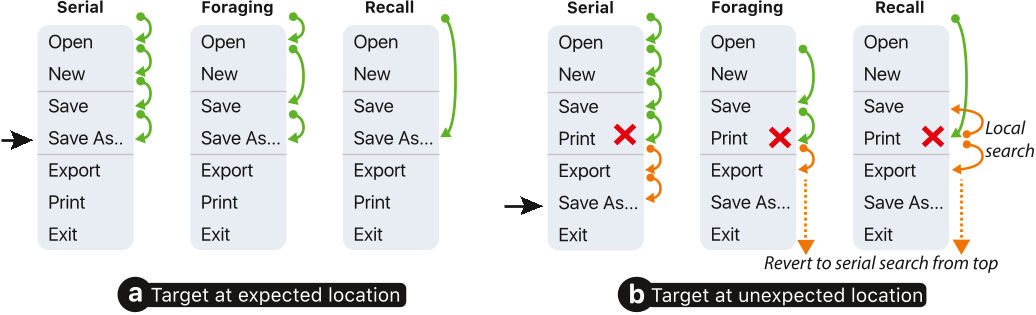 Serial
Open
New
Save
Save As..
Export
Print
Exit
Foraging
Open
New
Save
Save As...
Export
Print
Exit
Recall
Open
New
Save
Save As...
Export
Print
Exit
a Target at expected location
Serial
Open
New
Save
Print
Export
Save As...
Exit
Foraging
Open
New
Save
Print
Export
Save As...
Exit
Recall
Open
New
Save
Print
Export
Save As...
Exit
Local
search
Revert to serial search from top
b Target at unexpected location